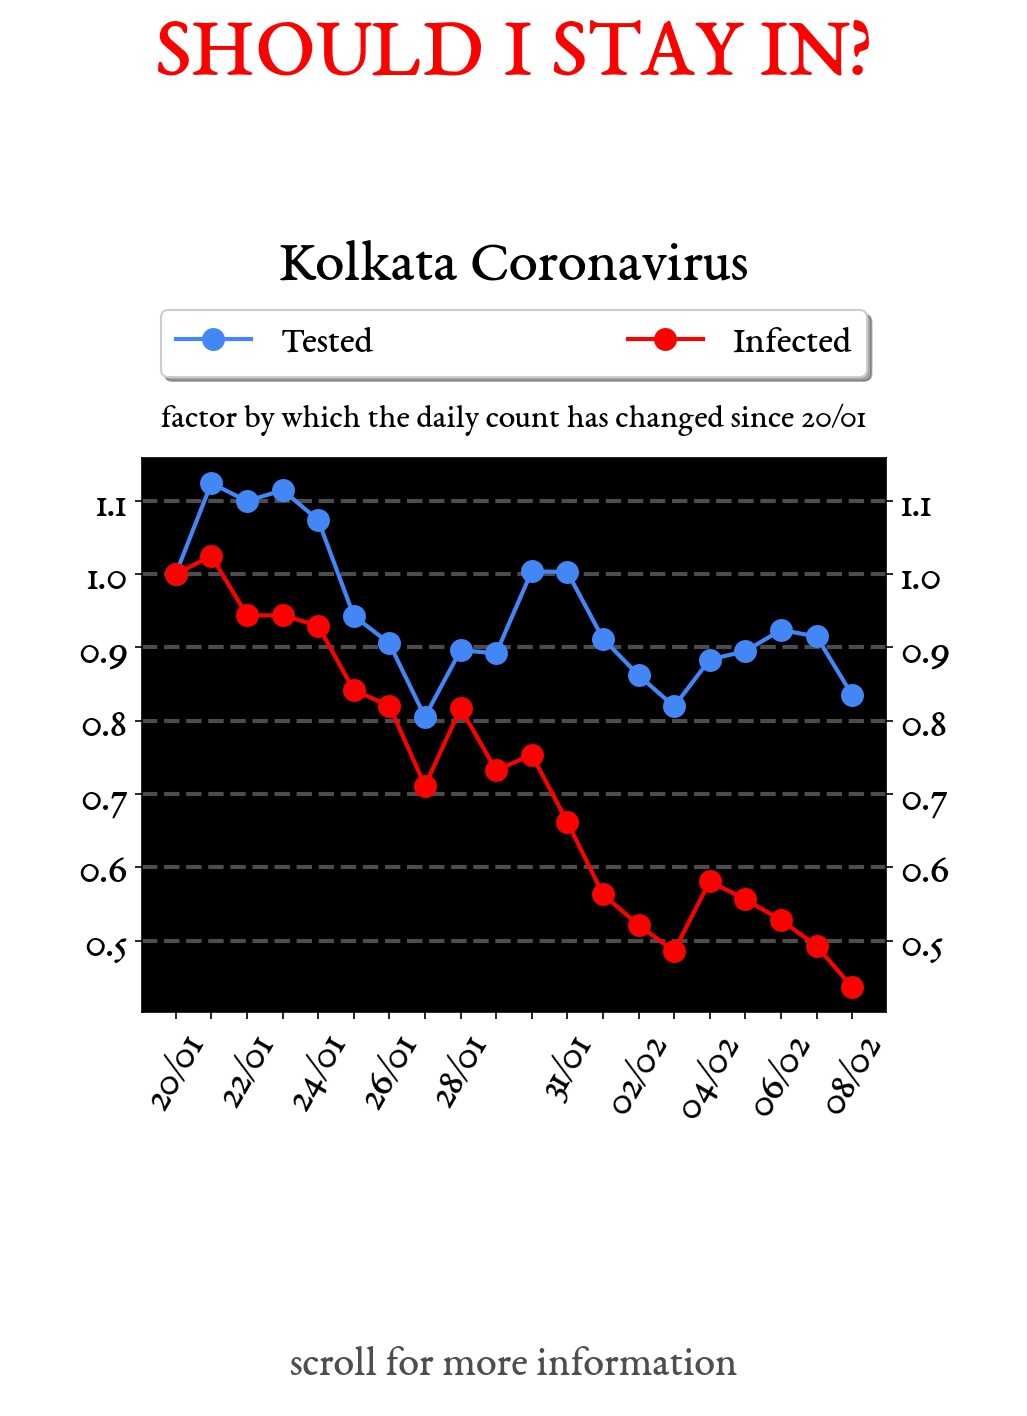 SHOULD I STAY IN?
Kolkata Coronavirus
Tested Infected
factor by which the daily count has changed since 20/01
1.1 1.1
1.0 1.0
0.9 0.9
0.8 0.8
0.7 0.7
0.6 0.6
0.5 0.5
20/01 22/01 24/01 26/01 28/01 31/01 02/02 04/02 06/02 08/02
scroll for more information